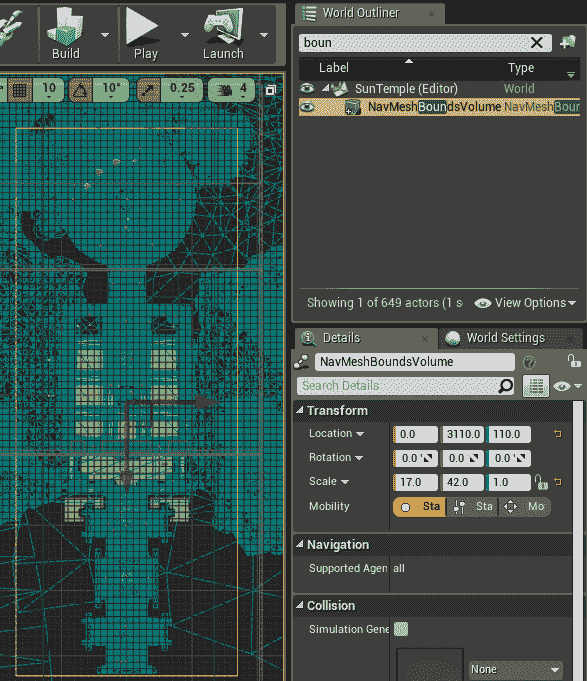 World Outliner
boun
Build
Play
Launch
Label
Type
10
10°
0.25
4
SunTemple (Editor)
World
NavMeshBoundsVolume
NavMeshBour
Showing 1 of 649 actors (1 s
View Options
Details
World Settings
NavMeshBoundsVolume
Search Details
Transform
Location
0.0
3110.0
110.0
Rotation
0.0 °
0.0 °
0.0 °
Scale
17.0
42.0
1.0
Mobility
Sta
Sta
Mo
Navigation
Supported Agen
all
Collision
Simulation Gene
None